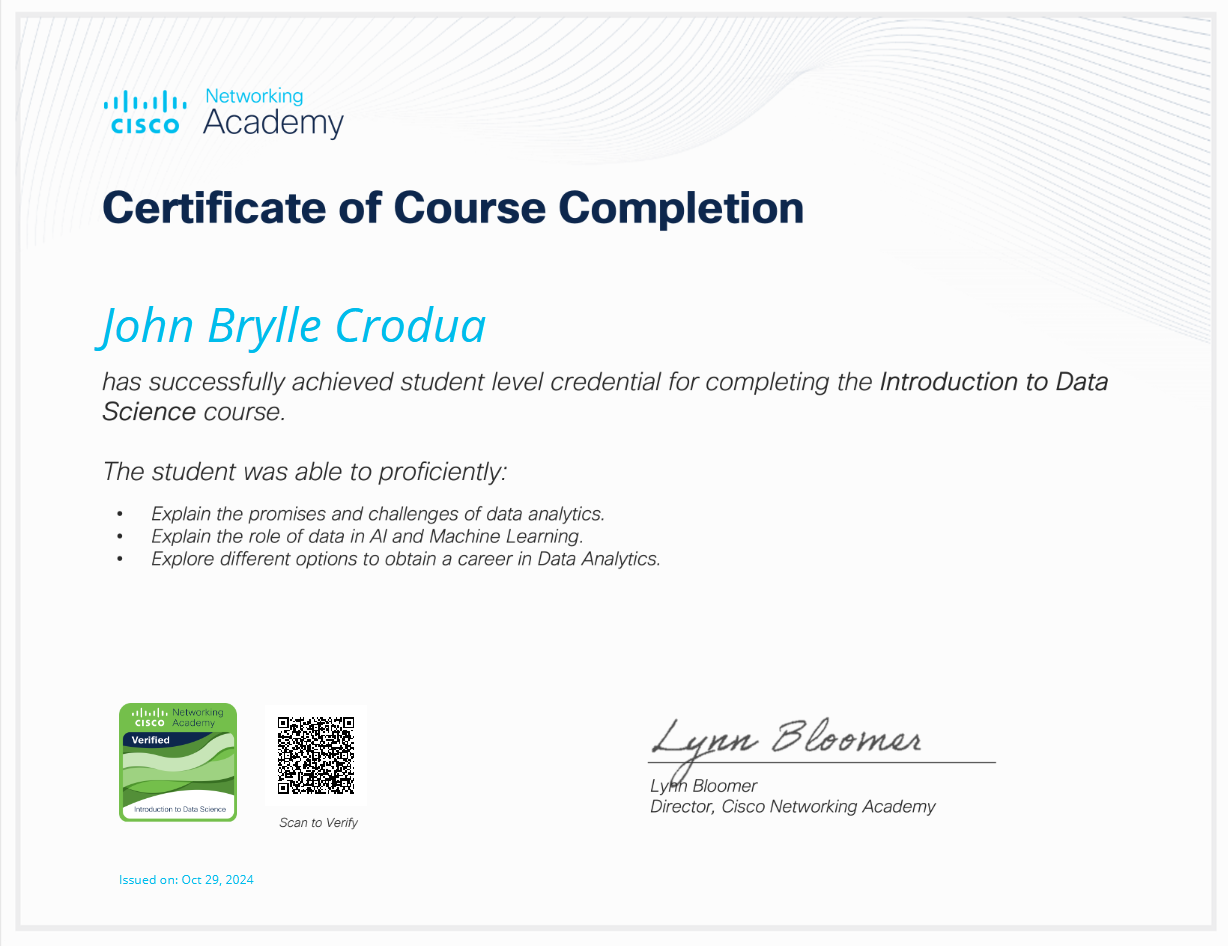 Networking
cisco Academy
Certificate of Course Completion
John Brylle Crodua
has successfully achieved student level credential for completing the Introduction to Data
Science course.
The student was able to proficiently:
• Explain the promises and challenges of data analytics.
• Explain the role of data in AI and Machine Learning.
• Explore different options to obtain a career in Data Analytics.
Networking
CISCO Academy
Verified
Introduction to Data Science
Scan to Verify
Lynn Bloomer
Lynn Bloomer
Director, Cisco Networking Academy
Issued on: Oct 29, 2024